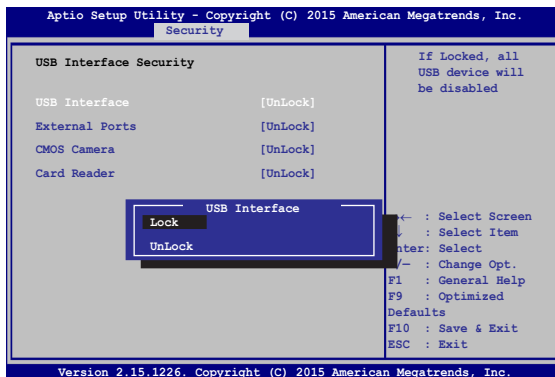 Aptio Setup Utility - Copyright (C) 2015 American Megatrends, Inc.
Security
USB Interface Security
USB Interface [UnLock]
External Ports [UnLock]
CMOS Camera [UnLock]
Card Reader [UnLock]
If Locked, all
USB device will
be disabled
USB Interface
Lock
UnLock
← : Select Screen
↓ : Select Item
nter: Select
/— : Change Opt.
F1 : General Help
F9 : Optimized
Defaults
F10 : Save & Exit
ESC : Exit
Version 2.15.1226. Copyright (C) 2015 American Megatrends, Inc.